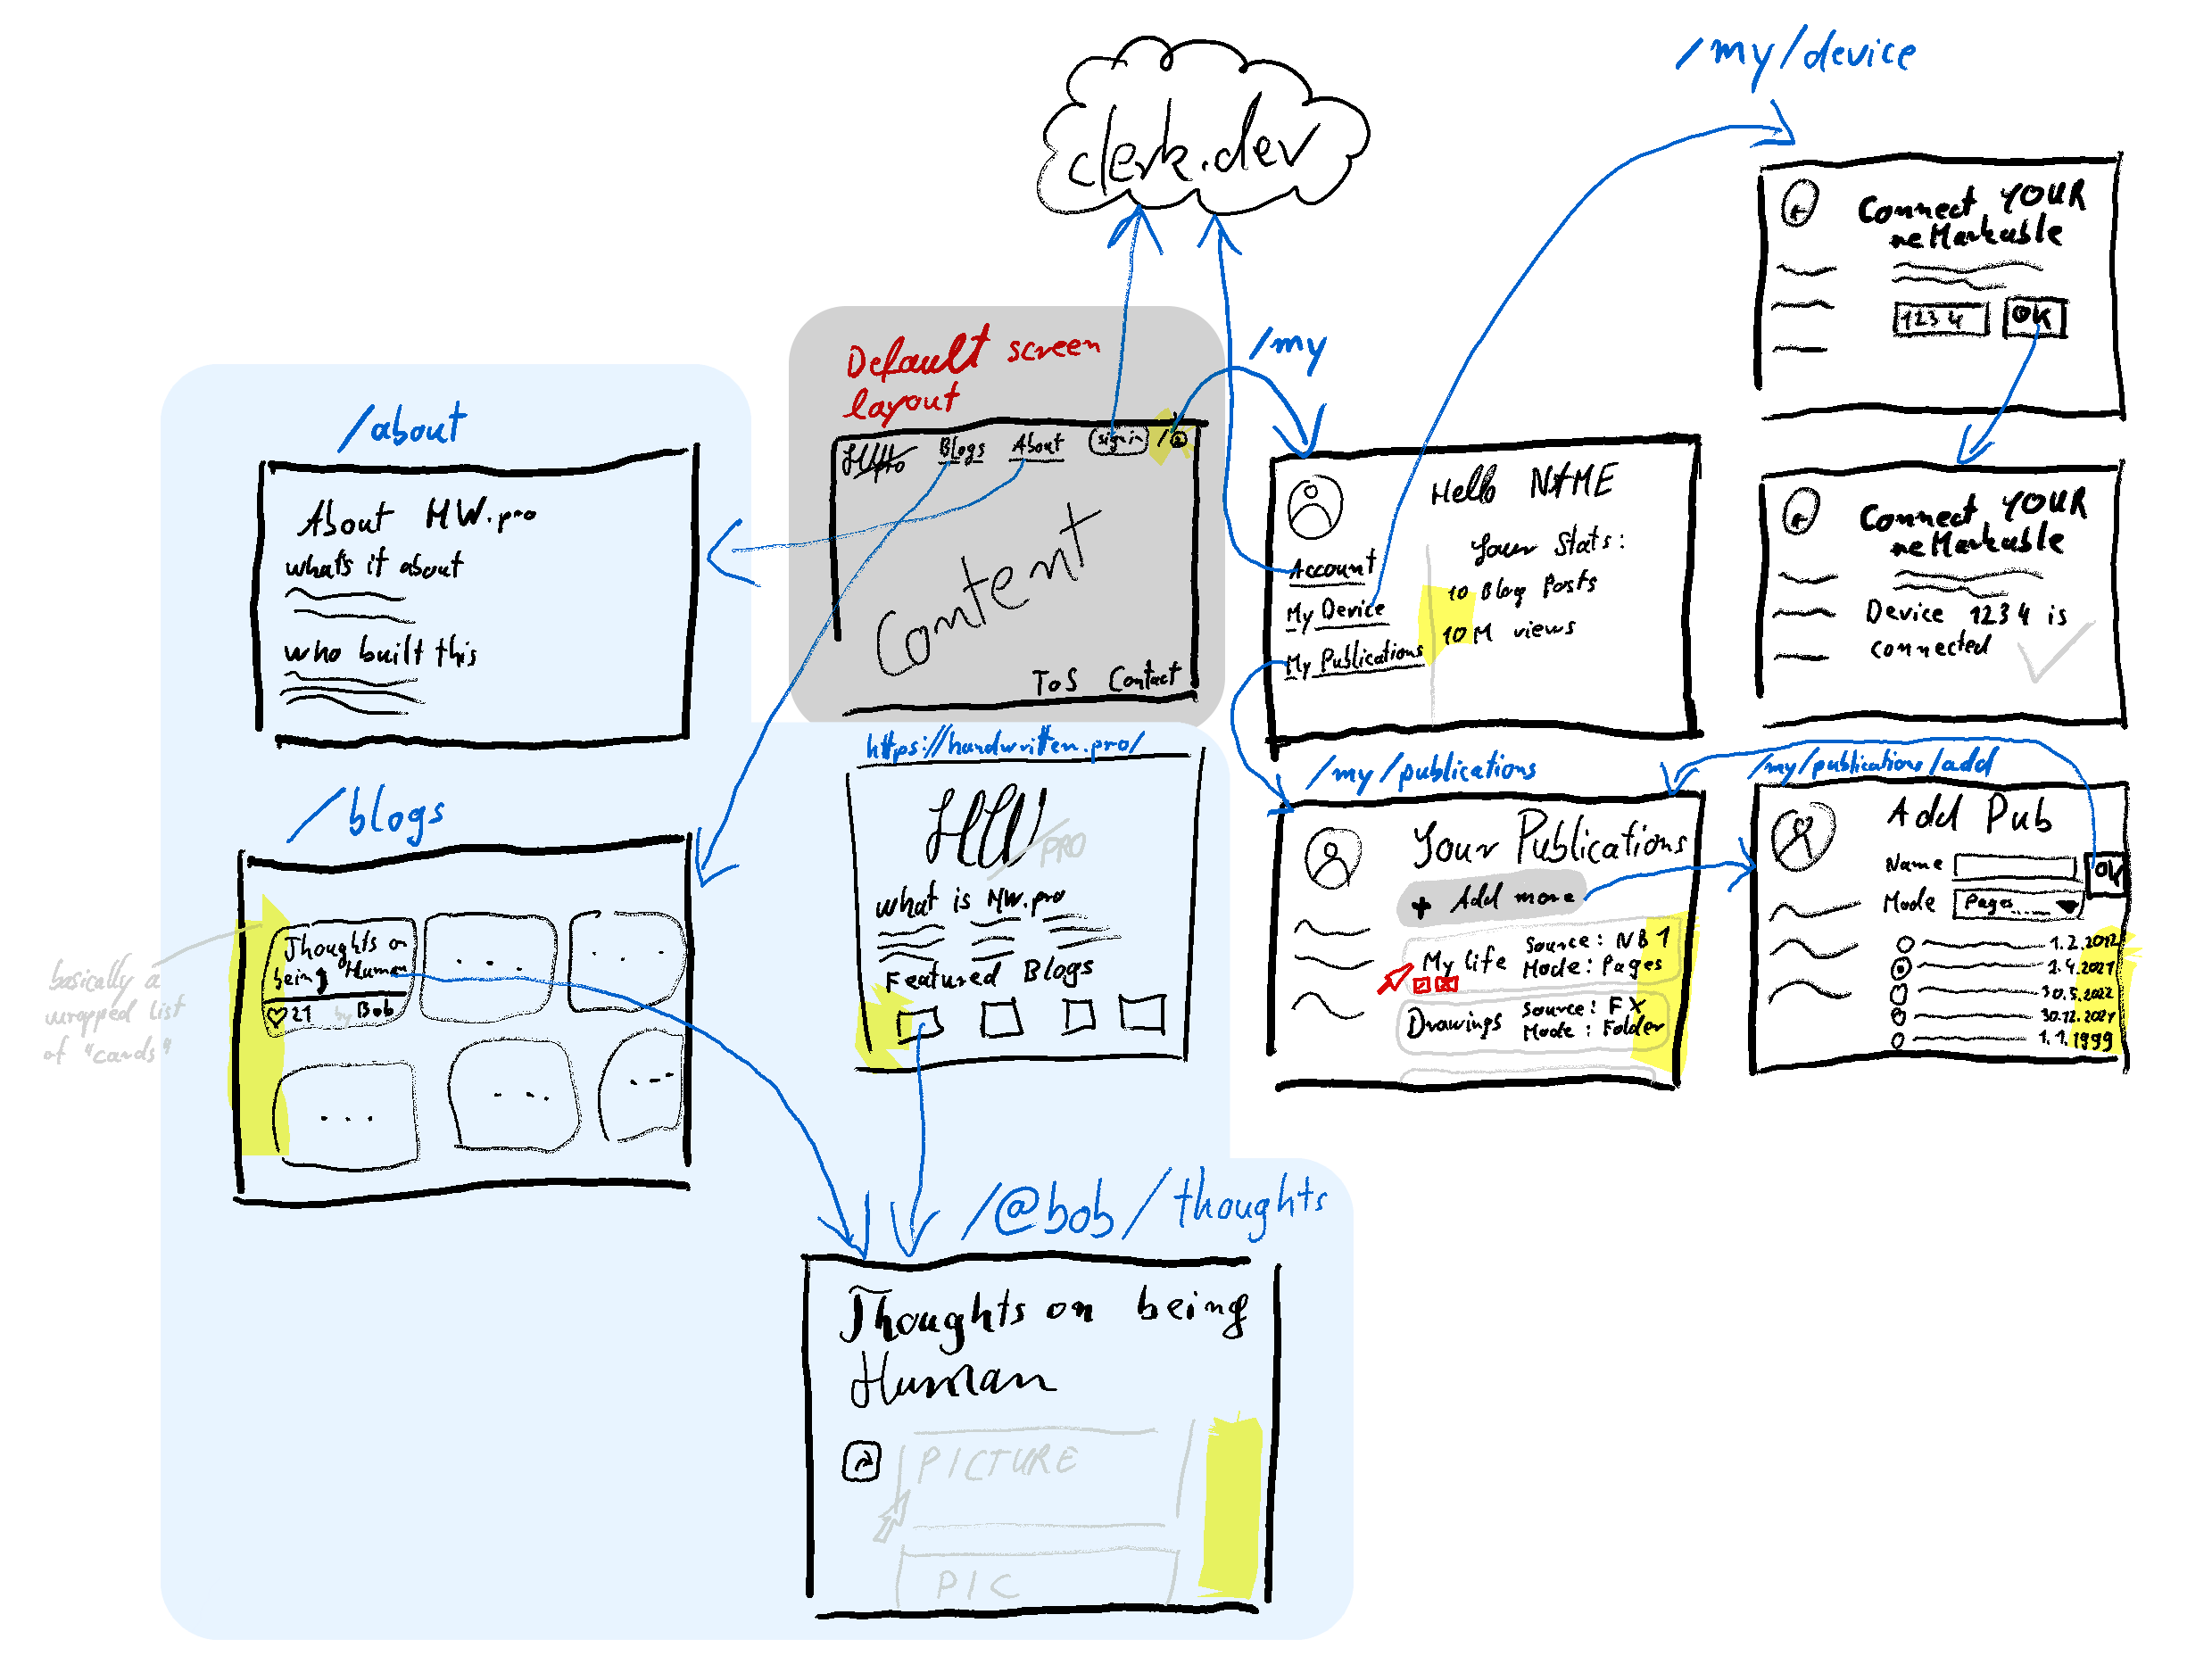 /my/device
clerk.dev
Connect YOUR
reMarkable
1234
OK
Default screen
layout
/my
/about
HW/pro
Blogs
About
sign in
/
Content
ToS
Contact
About HW.pro
what's it about
who built this
Hello NAME
Your Stats:
10 Blog Posts
10 M views
Account
My Device
My Publications
Connect YOUR
reMarkable
Device 1234 is
connected
https://handwritten.pro/
HW/PRO
what is HW.pro
Featured Blogs
/blogs
Thoughts on
being Human
21
by Bob
...
...
...
...
...
basically a
wrapped list
of "cards"
/my/publications
Your Publications
+ Add more
My life
Source: NB1
Mode: Pages
Drawings
Source: FX
Mode: Folder
/my/publications/add
Add Pub
Name
OK
Mode
Pages......
1.2.2012
1.4.2021
30.5.2022
30.12.2021
1.1.1999
/@bob/thoughts
Thoughts on being
Human
PICTURE
PIC